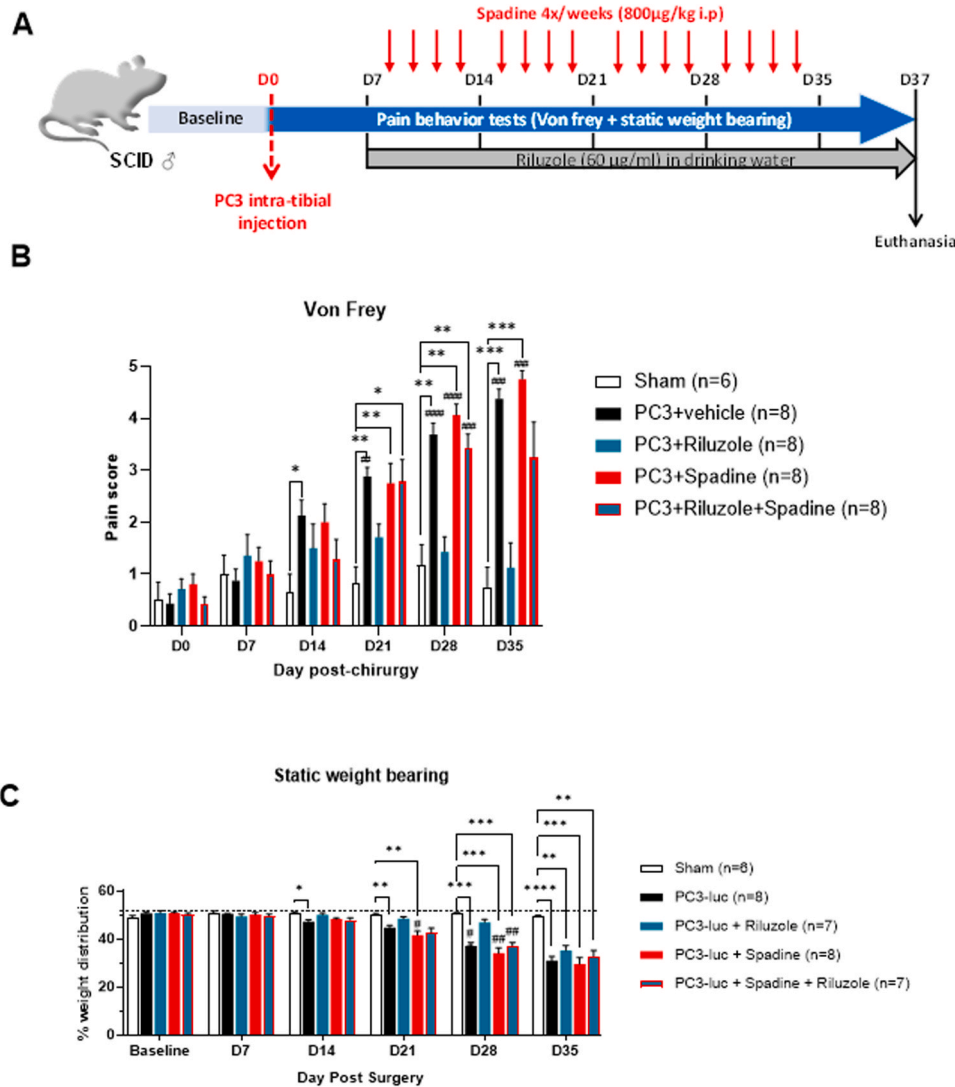 A
Spadine 4x/weeks (800µg/kg i.p)
D0
D7
D14
D21
D28
D35
D37
Baseline
Pain behavior tests (Von frey + static weight bearing)
SCID ♂
Riluzole (60 µg/ml) in drinking water
PC3 intra-tibial
injection
Euthanasia
B
Von Frey
Pain score
5
4
3
2
1
0
*
**
#
**
*
**
####
**
####
**
###
***
###
***
###
D0
D7
D14
D21
D28
D35
Day post-chirurgy
Sham (n=6)
PC3+vehicle (n=8)
PC3+Riluzole (n=8)
PC3+Spadine (n=8)
PC3+Riluzole+Spadine (n=8)
C
Static weight bearing
% weight distribution
60
40
20
0
*
**
**
#
***
***
***
#
##
##
**
***
**
****
Baseline
D7
D14
D21
D28
D35
Day Post Surgery
Sham (n=6)
PC3-luc (n=8)
PC3-luc + Riluzole (n=7)
PC3-luc + Spadine (n=8)
PC3-luc + Spadine + Riluzole (n=7)